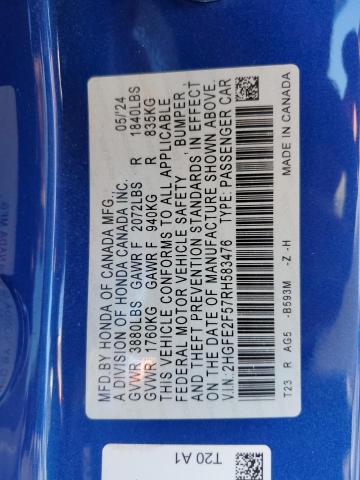 MFD.BY HONDA OF CANADA MFG.,
A DIVISION OF HONDA CANADA INC. 05/'24
GVWR 3880LBS GAWR F 2072LBS R 1840LBS
GVWR 1760KG GAWR F 940KG R 835KG
THIS VEHICLE CONFORMS TO ALL APPLICABLE
FEDERAL MOTOR VEHICLE SAFETY BUMPER
AND THEFT PREVENTION STANDARDS IN EFFECT
ON THE DATE OF MANUFACTURE SHOWN ABOVE.
V.I.N:2HGFE2F57RH583476 TYPE:PASSENGER CAR
T23 R AG5 -B593M -Z -H MADE IN CANADA
T20 A1